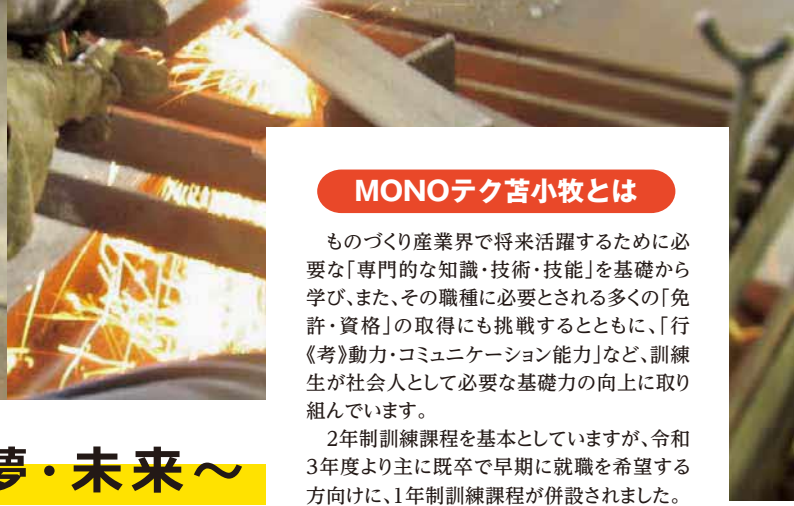 MONOテク苫小牧とは
ものづくり産業界で将来活躍するために必
要な「専門的な知識・技術・技能」を基礎から
学び、また、その職種に必要とされる多くの「免
許・資格」の取得にも挑戦するとともに、「行
《考》動力・コミュニケーション能力」など、訓練
生が社会人として必要な基礎力の向上に取り
組んでいます。
2年制訓練課程を基本としていますが、令和
3年度より主に既卒で早期に就職を希望する
方向けに、1年制訓練課程が併設されました。
夢・未来〜